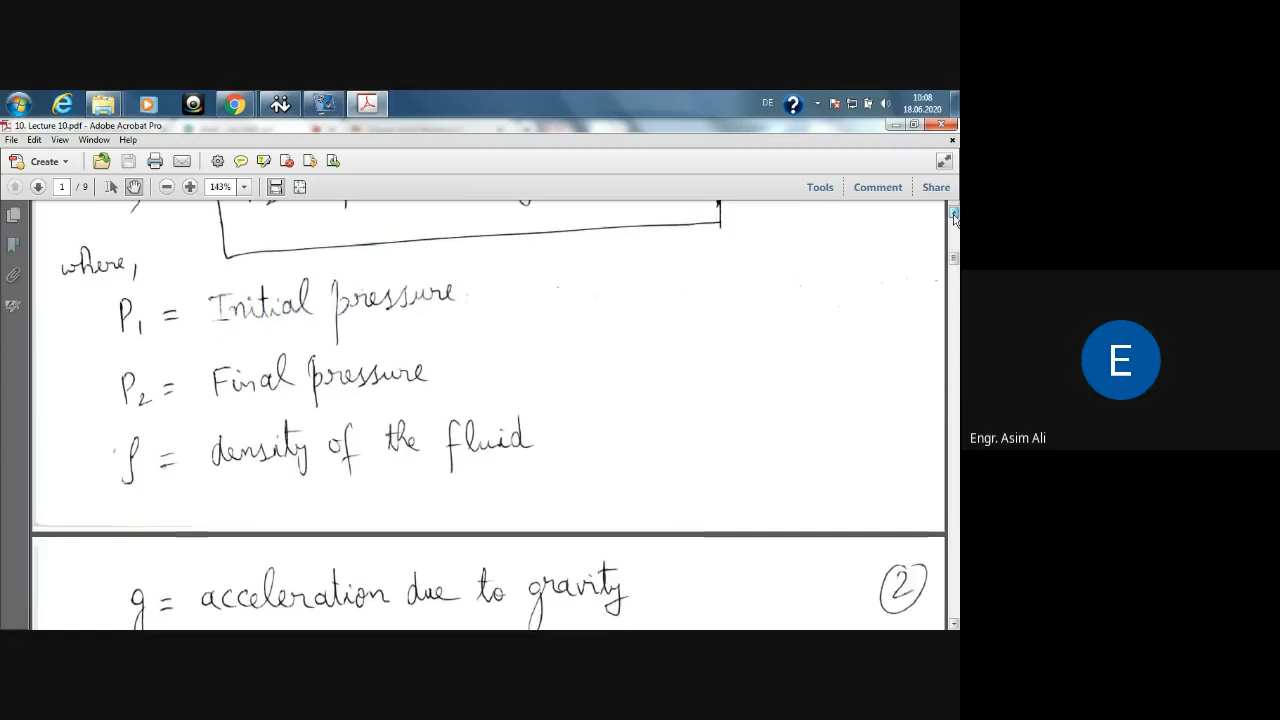 DE
10:08
18.06.2020
10. Lecture 10.pdf - Adobe Acrobat Pro
File Edit View Window Help
Create
1 / 9 143% Tools Comment Share
where,
P₁ = Initial pressure
P₂ = Final pressure
ρ = density of the fluid
g = acceleration due to gravity
2
E
Engr. Asim Ali